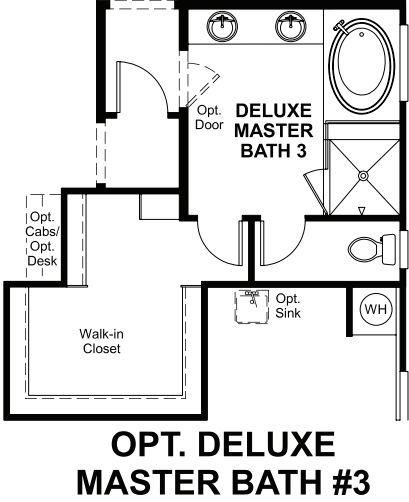 Opt.
Door
DELUXE
MASTER
BATH 3
Opt.
Cabs/
Opt.
Desk
Walk-in
Closet
Opt.
Sink
WH
OPT. DELUXE
MASTER BATH #3